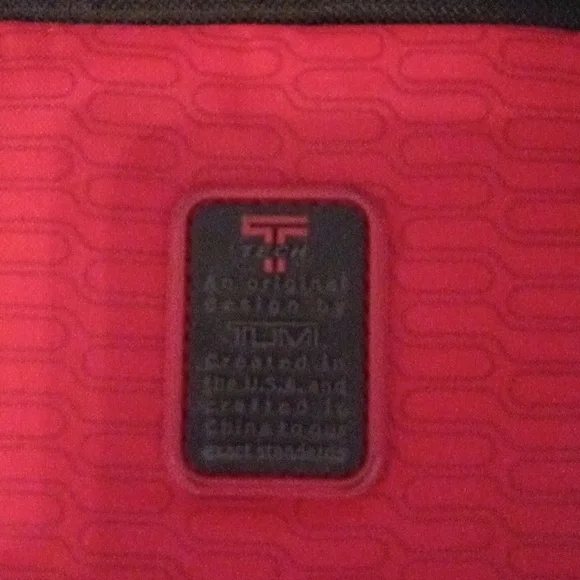 T TECH
An original
design by
TUMI.
Created in
the U.S.A. and
crafted in
China to our
exact standards